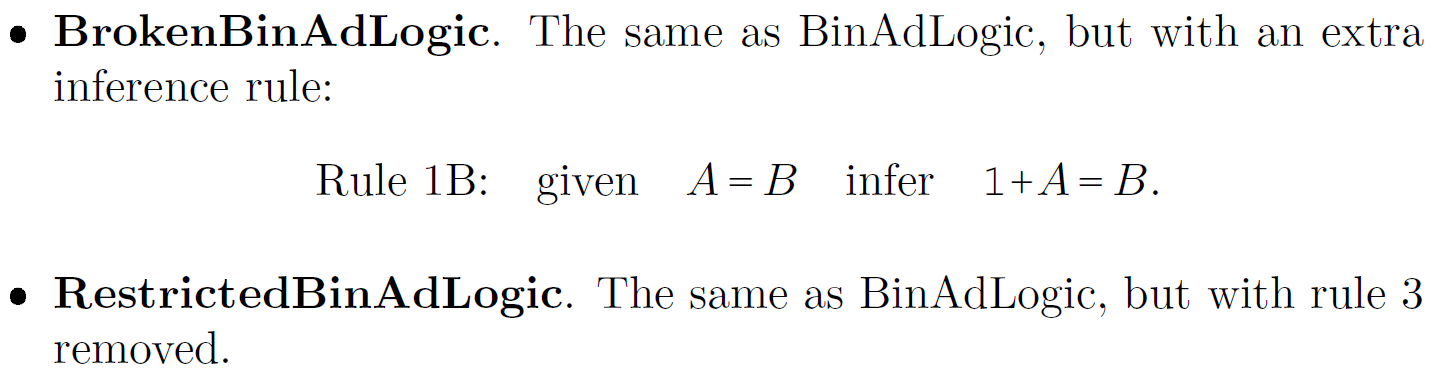 • BrokenBinAdLogic. The same as BinAdLogic, but with an extra
inference rule:
Rule 1B: given A = B infer 1+A = B.
• RestrictedBinAdLogic. The same as BinAdLogic, but with rule 3
removed.